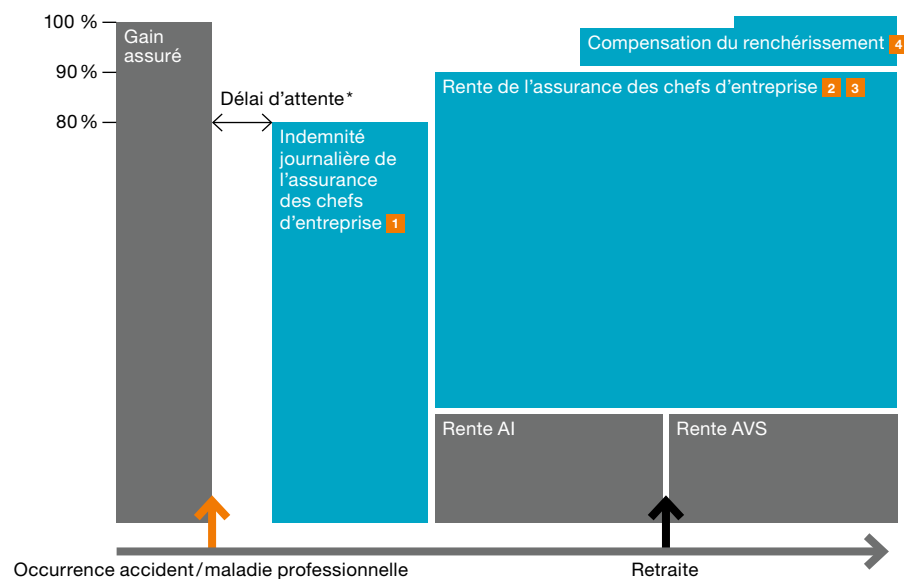 100 %
Gain
assuré
Compensation du renchérissement 4
90 %
Rente de l'assurance des chefs d'entreprise 2 3
Délai d'attente*
80 %
Indemnité
journalière de
l'assurance
des chefs
d'entreprise 1
Rente AI
Rente AVS
Occurrence accident/maladie professionnelle
Retraite